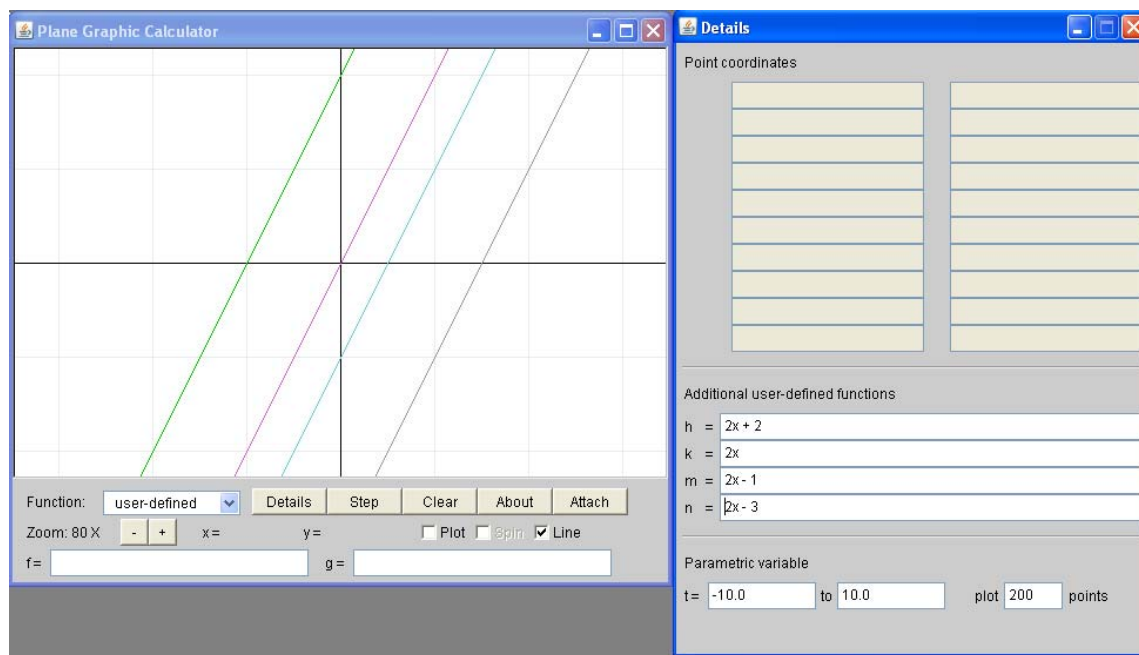 Plane Graphic Calculator
Function: user-defined Details Step Clear About Attach
Zoom: 80 X - + x = y = Plot Spin Line
f = g =
Details
Point coordinates
Additional user-defined functions
h = 2x + 2
k = 2x
m = 2x - 1
n = 2x - 3
Parametric variable
t = -10.0 to 10.0 plot 200 points